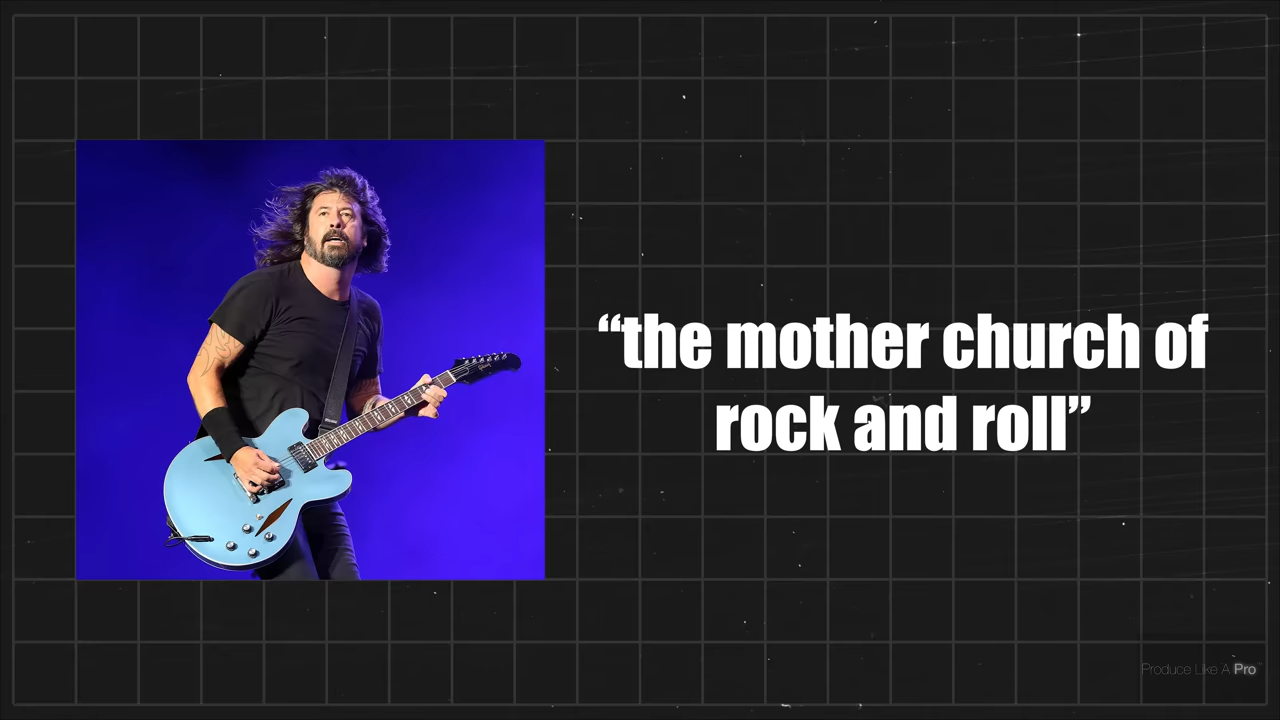 “the mother church of
rock and roll”
Produce Like A Pro